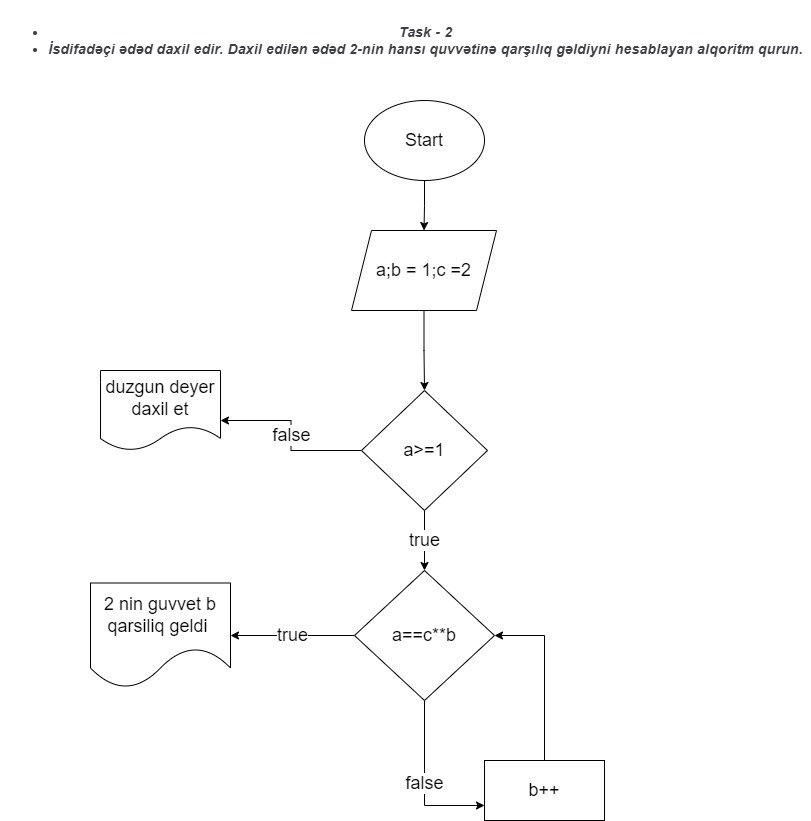 Task - 2
İsdifadəçi ədəd daxil edir. Daxil edilən ədəd 2-nin hansı quvvətinə qarşılıq gəldiyni hesablayan alqoritm qurun.
Start
a;b = 1;c =2
duzgun deyer
daxil et
false
a>=1
true
2 nin guvvet b
qarsiliq geldi
true
a==c**b
false
b++